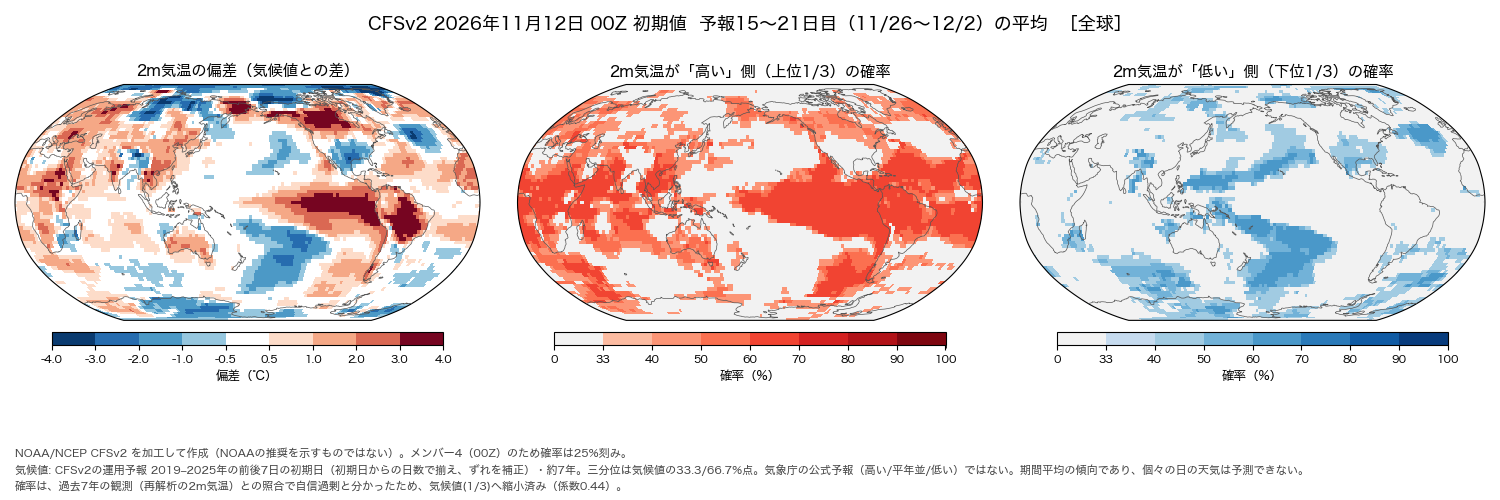 CFSv2 2026年11月12日 00Z 初期値 予報15～21日目（11/26～12/2）の平均 ［全球］
2m気温の偏差（気候値との差）
2m気温が「高い」側（上位1/3）の確率
2m気温が「低い」側（下位1/3）の確率
-4.0 -3.0 -2.0 -1.0 -0.5 0.5 1.0 2.0 3.0 4.0
偏差（℃）
0 33 40 50 60 70 80 90 100
確率（%）
0 33 40 50 60 70 80 90 100
確率（%）
NOAA/NCEP CFSv2 を加工して作成（NOAAの推奨を示すものではない）。メンバー4（00Z）のため確率は25%刻み。
気候値: CFSv2の運用予報 2019–2025年の前後7日の初期日（初期日からの日数で揃え、ずれを補正）・約7年。三分位は気候値の33.3/66.7%点。気象庁の公式予報（高い/平年並/低い）ではない。期間平均の傾向であり、個々の日の天気は予測できない。
確率は、過去7年の観測（再解析の2m気温）との照合で自信過剰と分かったため、気候値(1/3)へ縮小済み（係数0.44）。